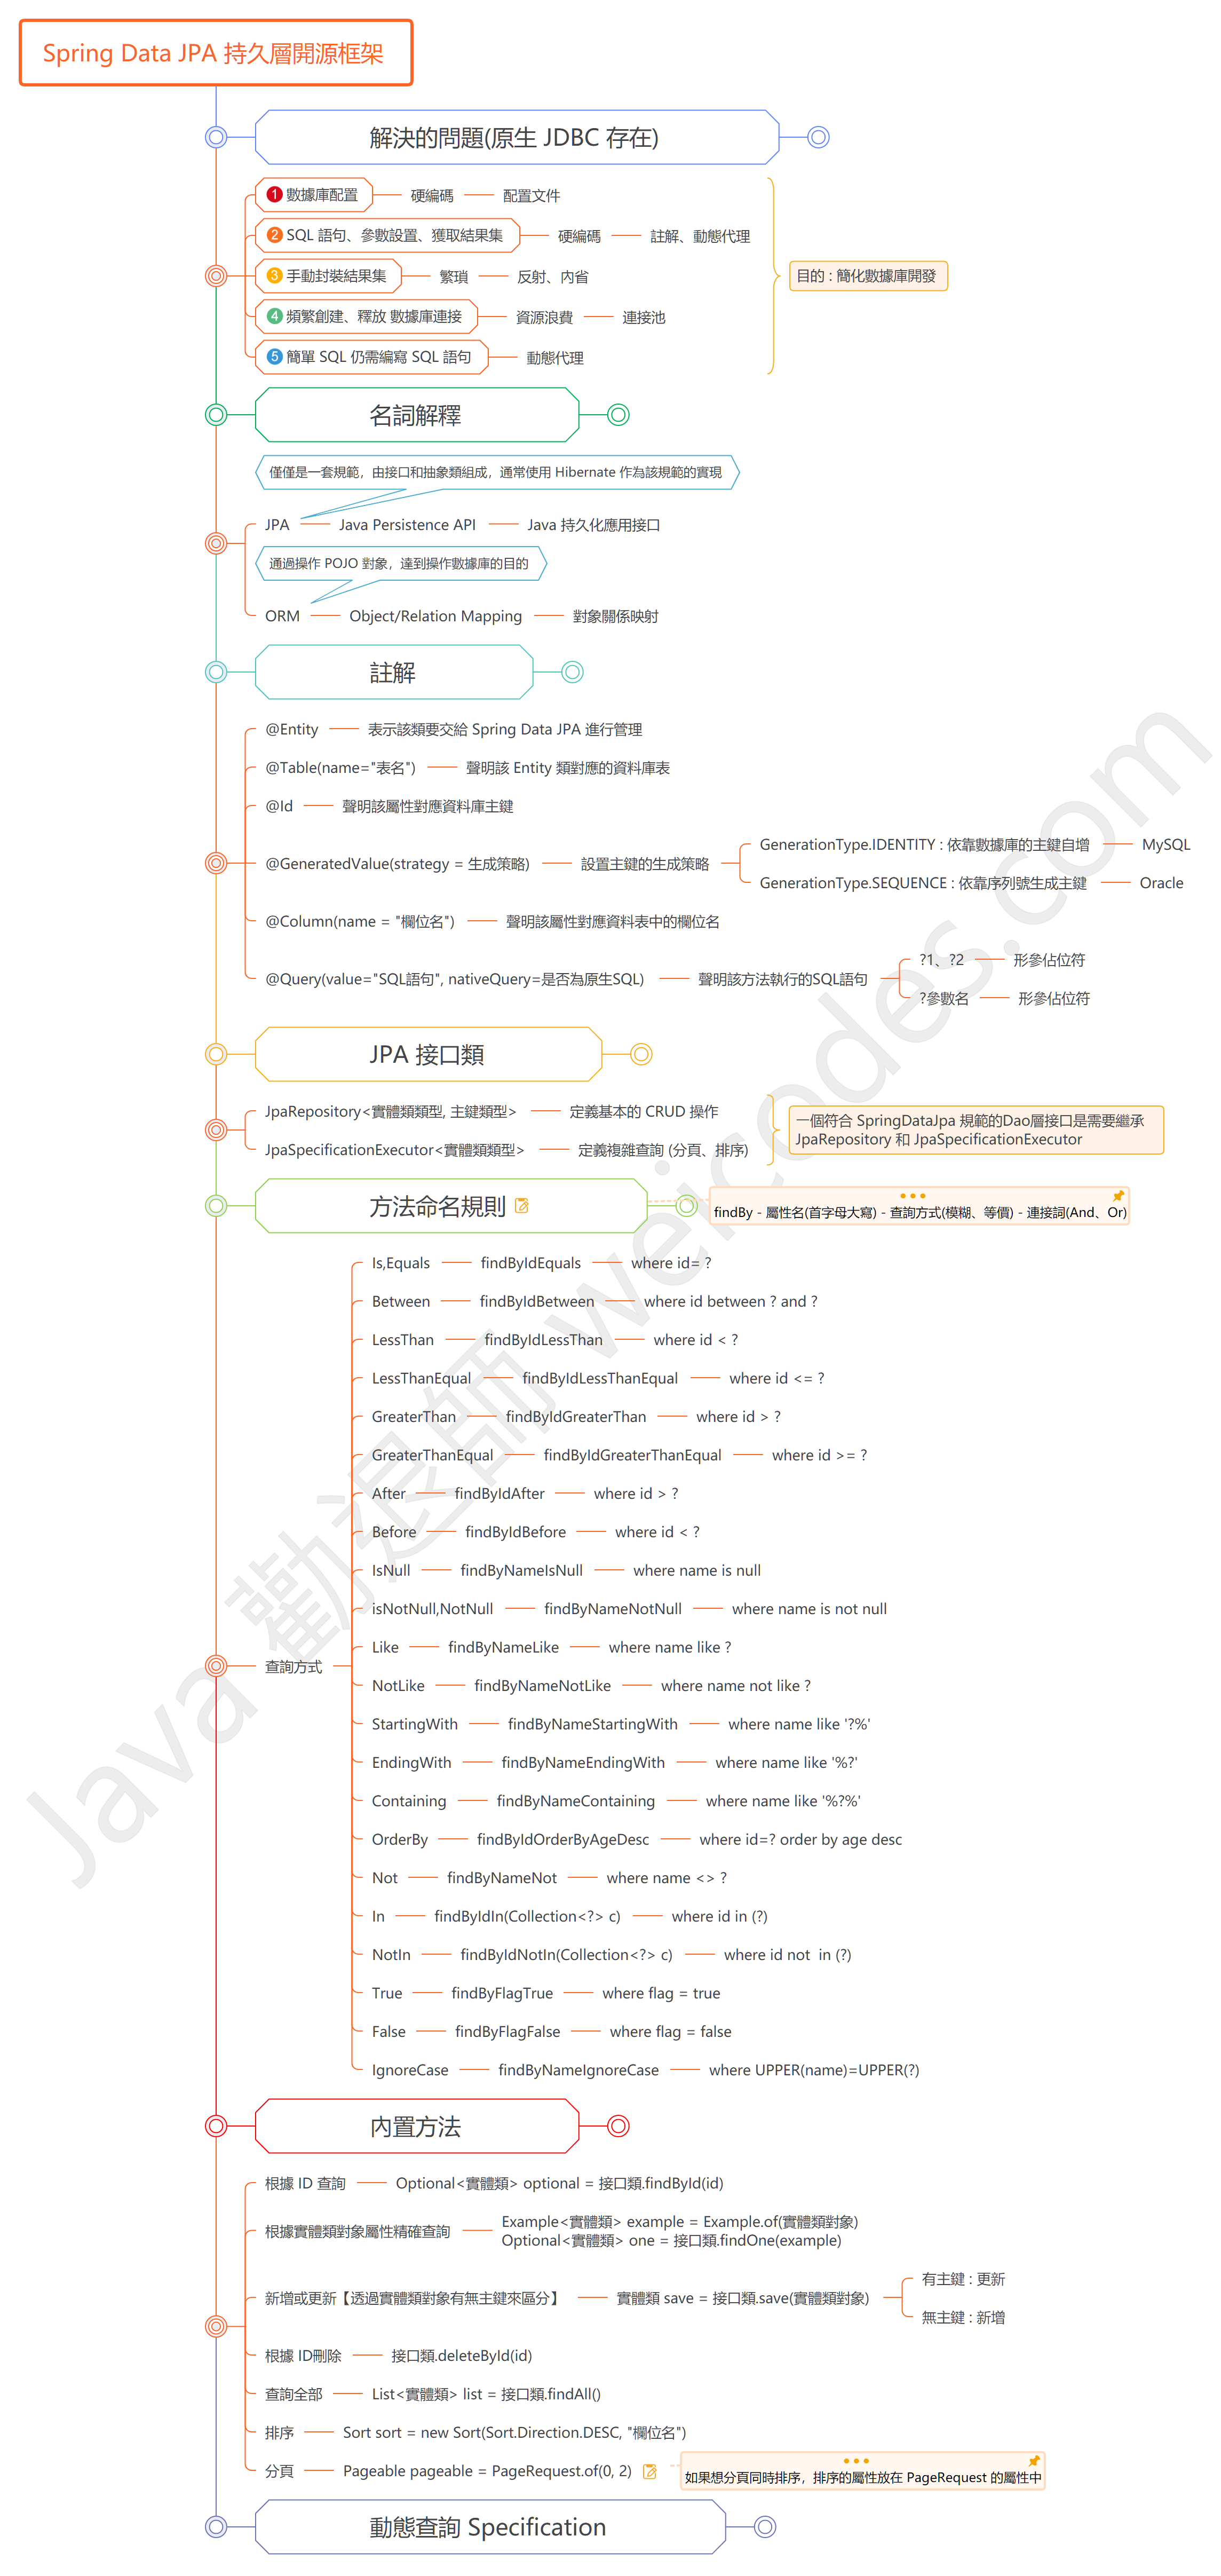 Spring Data JPA 持久層開源框架
解決的問題(原生 JDBC 存在)
1 數據庫配置 硬編碼 配置文件
2 SQL 語句、參數設置、獲取結果集 硬編碼 註解、動態代理
3 手動封裝結果集 繁瑣 反射、內省
4 頻繁創建、釋放 數據庫連接 資源浪費 連接池
5 簡單 SQL 仍需編寫 SQL 語句 動態代理
目的 : 簡化數據庫開發
名詞解釋
僅僅是一套規範，由接口和抽象類組成，通常使用 Hibernate 作為該規範的實現
JPA Java Persistence API Java 持久化應用接口
通過操作 POJO 對象，達到操作數據庫的目的
ORM Object/Relation Mapping 對象關係映射
註解
@Entity 表示該類要交給 Spring Data JPA 進行管理
@Table(name="表名") 聲明該 Entity 類對應的資料庫表
@Id 聲明該屬性對應資料庫主鍵
@GeneratedValue(strategy = 生成策略) 設置主鍵的生成策略
GenerationType.IDENTITY : 依靠數據庫的主鍵自增 MySQL
GenerationType.SEQUENCE : 依靠序列號生成主鍵 Oracle
@Column(name = "欄位名") 聲明該屬性對應資料表中的欄位名
@Query(value="SQL語句", nativeQuery=是否為原生SQL) 聲明該方法執行的SQL語句
?1、?2 形參佔位符
?參數名 形參佔位符
JPA 接口類
JpaRepository<實體類類型, 主鍵類型> 定義基本的 CRUD 操作
JpaSpecificationExecutor<實體類類型> 定義複雜查詢 (分頁、排序)
一個符合 SpringDataJpa 規範的Dao層接口是需要繼承
JpaRepository 和 JpaSpecificationExecutor
方法命名規則
findBy - 屬性名(首字母大寫) - 查詢方式(模糊、等價) - 連接詞(And、Or)
查詢方式
Is,Equals findByIdEquals where id= ?
Between findByIdBetween where id between ? and ?
LessThan findByIdLessThan where id < ?
LessThanEqual findByIdLessThanEqual where id <= ?
GreaterThan findByIdGreaterThan where id > ?
GreaterThanEqual findByIdGreaterThanEqual where id >= ?
After findByIdAfter where id > ?
Before findByIdBefore where id < ?
IsNull findByNameIsNull where name is null
isNotNull,NotNull findByNameNotNull where name is not null
Like findByNameLike where name like ?
NotLike findByNameNotLike where name not like ?
StartingWith findByNameStartingWith where name like '?%'
EndingWith findByNameEndingWith where name like '%?'
Containing findByNameContaining where name like '%?%'
OrderBy findByIdOrderByAgeDesc where id=? order by age desc
Not findByNameNot where name <> ?
In findByIdIn(Collection<?> c) where id in (?)
NotIn findByIdNotIn(Collection<?> c) where id not  in (?)
True findByFlagTrue where flag = true
False findByFlagFalse where flag = false
IgnoreCase findByNameIgnoreCase where UPPER(name)=UPPER(?)
內置方法
根據 ID 查詢 Optional<實體類> optional = 接口類.findById(id)
根據實體類對象屬性精確查詢
Example<實體類> example = Example.of(實體類對象)
Optional<實體類> one = 接口類.findOne(example)
新增或更新【透過實體類對象有無主鍵來區分】 實體類 save = 接口類.save(實體類對象)
有主鍵 : 更新
無主鍵 : 新增
根據 ID刪除 接口類.deleteById(id)
查詢全部 List<實體類> list = 接口類.findAll()
排序 Sort sort = new Sort(Sort.Direction.DESC, "欄位名")
分頁 Pageable pageable = PageRequest.of(0, 2)
如果想分頁同時排序，排序的屬性放在 PageRequest 的屬性中
動態查詢 Specification
Java 勸退師 weicodes.com